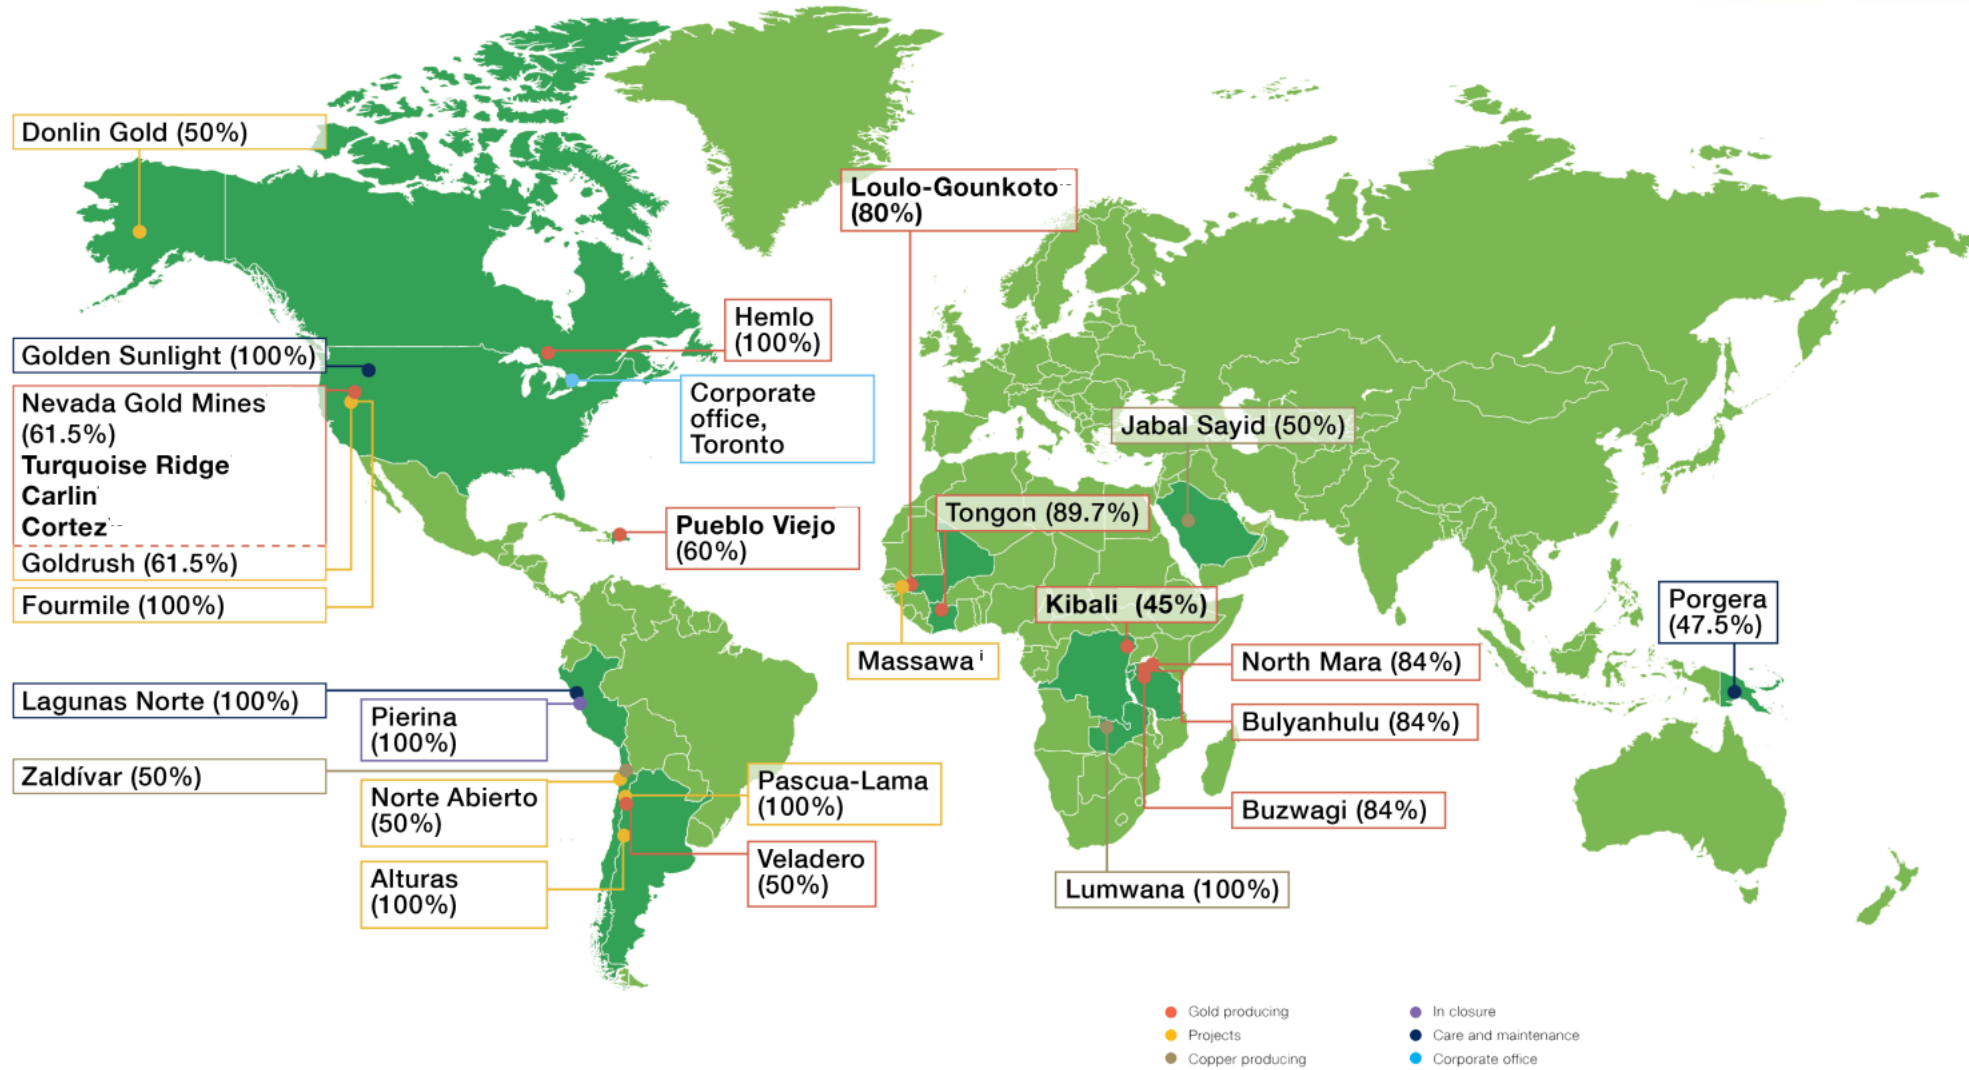 Donlin Gold (50%)
Loulo-Gounkoto
(80%)
Hemlo
(100%)
Golden Sunlight (100%)
Corporate
office,
Toronto
Nevada Gold Mines
(61.5%)
Turquoise Ridge
Carlin
Cortez
Goldrush (61.5%)
Fourmile (100%)
Jabal Sayid (50%)
Tongon (89.7%)
Pueblo Viejo
(60%)
Kibali (45%)
Porgera
(47.5%)
Massawa i
North Mara (84%)
Lagunas Norte (100%)
Pierina
(100%)
Bulyanhulu (84%)
Zaldívar (50%)
Norte Abierto
(50%)
Pascua-Lama
(100%)
Buzwagi (84%)
Alturas
(100%)
Veladero
(50%)
Lumwana (100%)
Gold producing
Projects
Copper producing
In closure
Care and maintenance
Corporate office